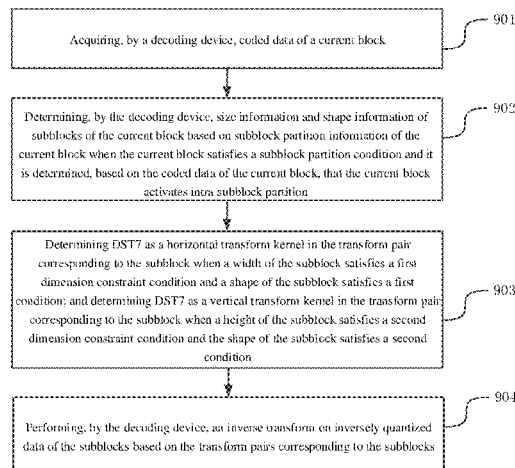 Acquiring, by a decoding device, coded data of a current block
901
Determining, by the decoding device, size information and shape information of
subblocks of the current block based on subblock partition information of the
current block when the current block satisfies a subblock partition condition and it
is determined, based on the coded data of the current block, that the current block
activates intra subblock partition
902
Determining DST7 as a horizontal transform kernel in the transform pair
corresponding to the subblock when a width of the subblock satisfies a first
dimension constraint condition and a shape of the subblock satisfies a first
condition; and determining DST7 as a vertical transform kernel in the transform pair
corresponding to the subblock when a height of the subblock satisfies a second
dimension constraint condition and the shape of the subblock satisfies a second
condition
903
Performing, by the decoding device, an inverse transform on inversely quantized
data of the subblocks based on the transform pairs corresponding to the subblocks
904